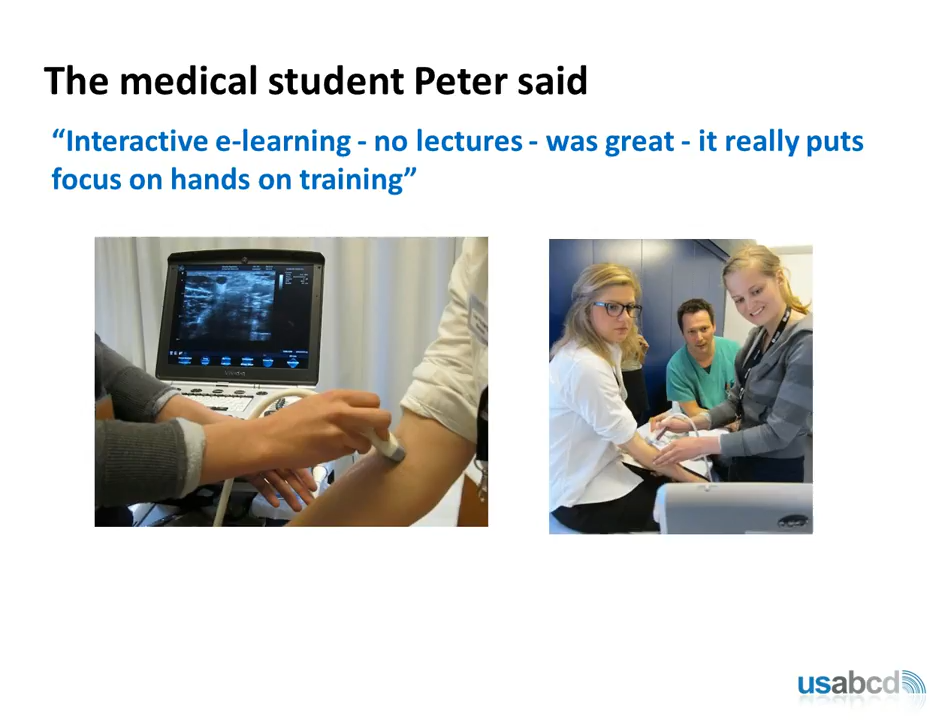 The medical student Peter said
“Interactive e-learning - no lectures - was great - it really puts
focus on hands on training”
usabcd